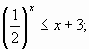 (1/2)^x ≤ x + 3;